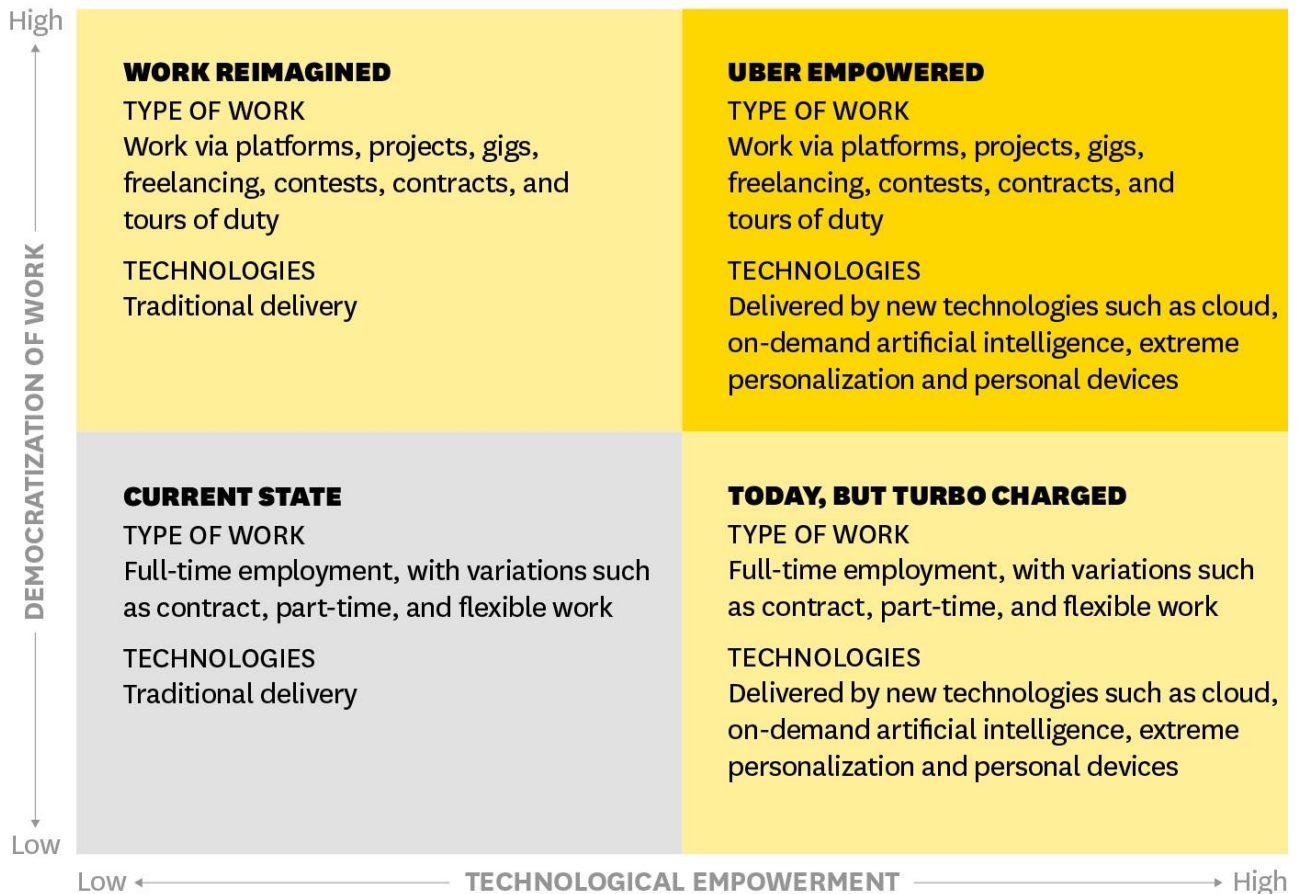 High
WORK REIMAGINED
TYPE OF WORK
Work via platforms, projects, gigs,
freelancing, contests, contracts, and
tours of duty
TECHNOLOGIES
Traditional delivery
UBER EMPOWERED
TYPE OF WORK
Work via platforms, projects, gigs,
freelancing, contests, contracts, and
tours of duty
TECHNOLOGIES
Delivered by new technologies such as cloud,
on-demand artificial intelligence, extreme
personalization and personal devices
DEMOCRATIZATION OF WORK
CURRENT STATE
TYPE OF WORK
Full-time employment, with variations such
as contract, part-time, and flexible work
TECHNOLOGIES
Traditional delivery
TODAY, BUT TURBO CHARGED
TYPE OF WORK
Full-time employment, with variations such
as contract, part-time, and flexible work
TECHNOLOGIES
Delivered by new technologies such as cloud,
on-demand artificial intelligence, extreme
personalization and personal devices
Low
Low TECHNOLOGICAL EMPOWERMENT High